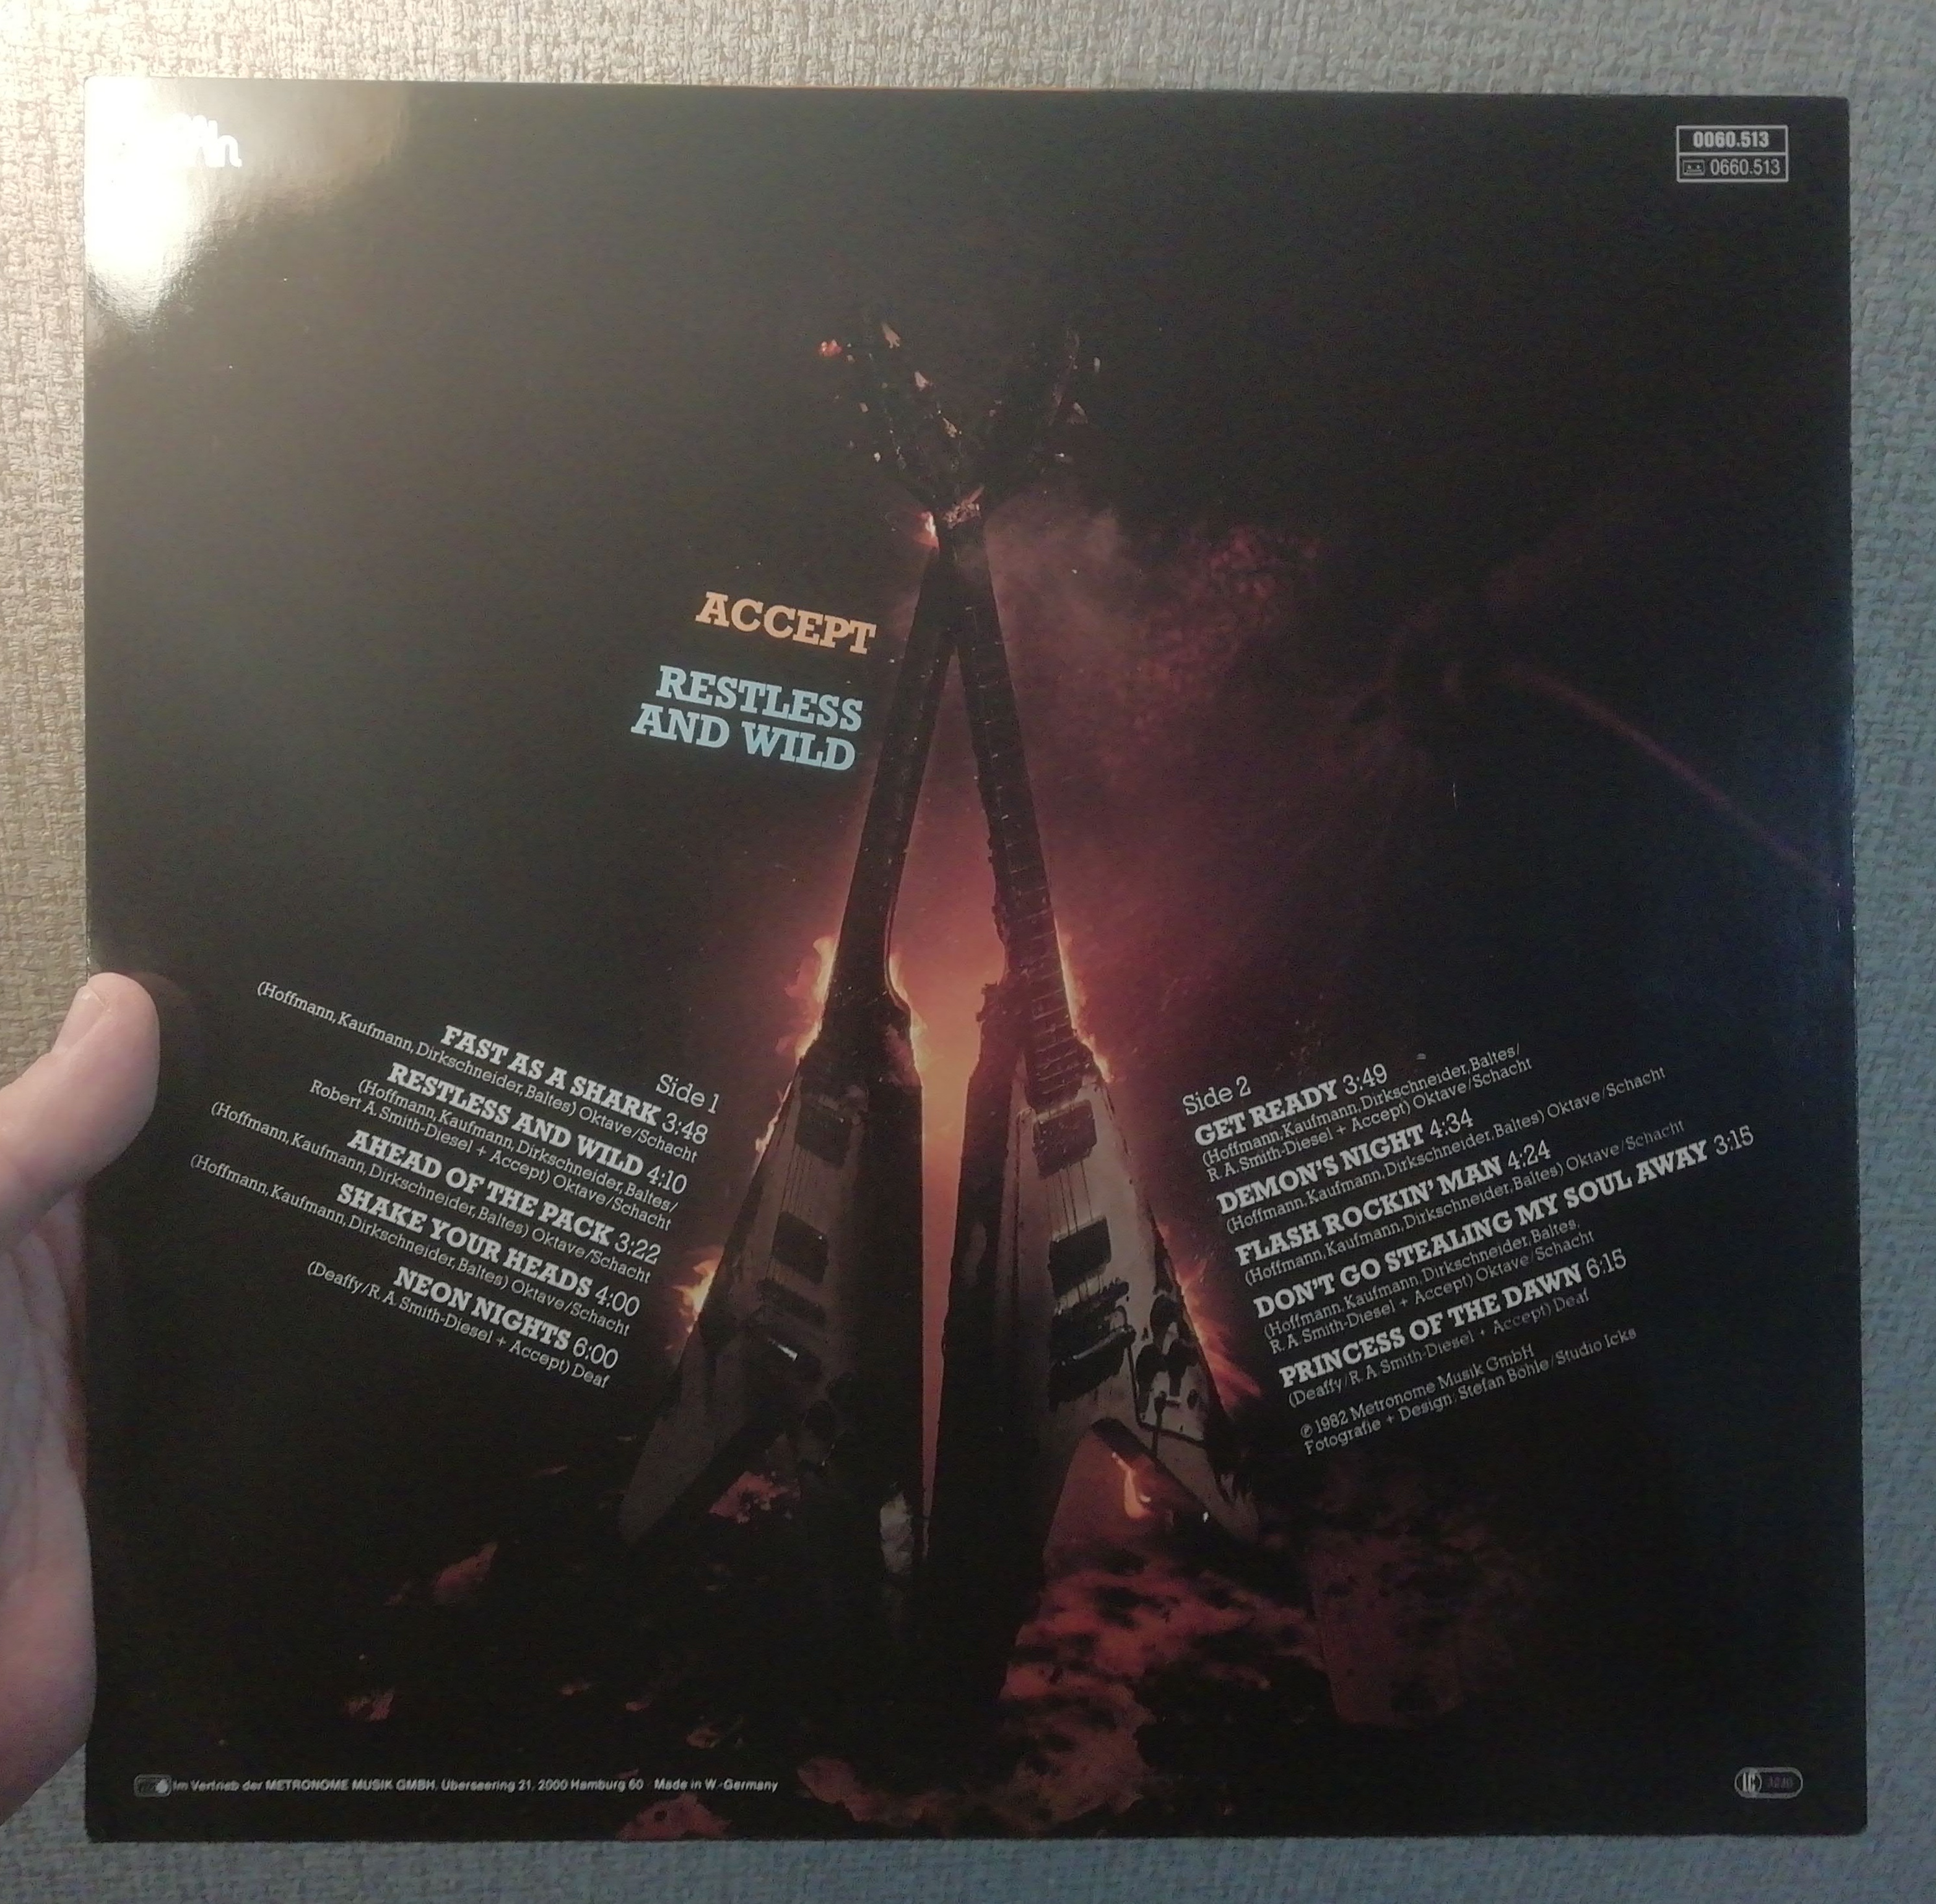 0060.513
0660.513
ACCEPT
RESTLESS
AND WILD
Side 1
FAST AS A SHARK 3:48
(Hoffmann, Kaufmann, Dirkschneider, Baltes) Oktave/Schacht
RESTLESS AND WILD 4:10
(Hoffmann, Kaufmann, Dirkschneider, Baltes/
Robert A. Smith-Diesel + Accept) Oktave/Schacht
AHEAD OF THE PACK 3:22
(Hoffmann, Kaufmann, Dirkschneider, Baltes) Oktave/Schacht
SHAKE YOUR HEADS 4:00
(Hoffmann, Kaufmann, Dirkschneider, Baltes) Oktave/Schacht
NEON NIGHTS 6:00
(Deaffy/R. A. Smith-Diesel + Accept) Deaf
Side 2
GET READY 3:49
(Hoffmann, Kaufmann, Dirkschneider, Baltes/
R. A. Smith-Diesel + Accept) Oktave/Schacht
DEMON'S NIGHT 4:34
(Hoffmann, Kaufmann, Dirkschneider, Baltes) Oktave/Schacht
FLASH ROCKIN' MAN 4:24
(Hoffmann, Kaufmann, Dirkschneider, Baltes) Oktave/Schacht
DON'T GO STEALING MY SOUL AWAY 3:15
(Hoffmann, Kaufmann, Dirkschneider, Baltes,
R. A. Smith-Diesel + Accept) Oktave/Schacht
PRINCESS OF THE DAWN 6:15
(Deaffy/R. A. Smith-Diesel + Accept) Deaf
℗ 1982 Metronome Musik GmbH
Fotografie + Design: Stefan Böhle/Studio Icks
Im Vertrieb der METRONOME MUSIK GMBH, Überseering 21, 2000 Hamburg 60 · Made in W.-Germany